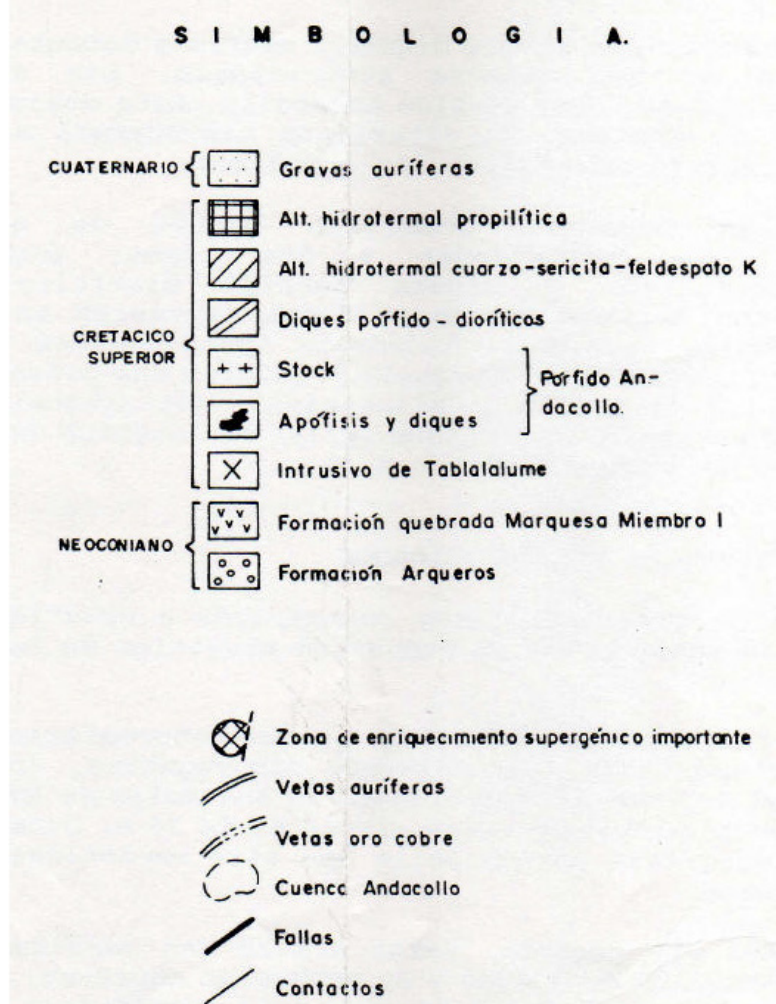 SIMBOLOGIA.
CUATERNARIO
Gravas auríferas
Alt. hidrotermal propilítica
Alt. hidrotermal cuarzo-sericita-feldespato K
Diques pórfido - dioríticos
CRETACICO
SUPERIOR
Stock
Pórfido An-
dacollo.
Apófisis y diques
Intrusivo de Tablalalume
NEOCONIANO
Formación quebrada Marquesa Miembro I
Formación Arqueros
Zona de enriquecimiento supergénico importante
Vetas auríferas
Vetas oro cobre
Cuenca Andacollo
Fallas
Contactos